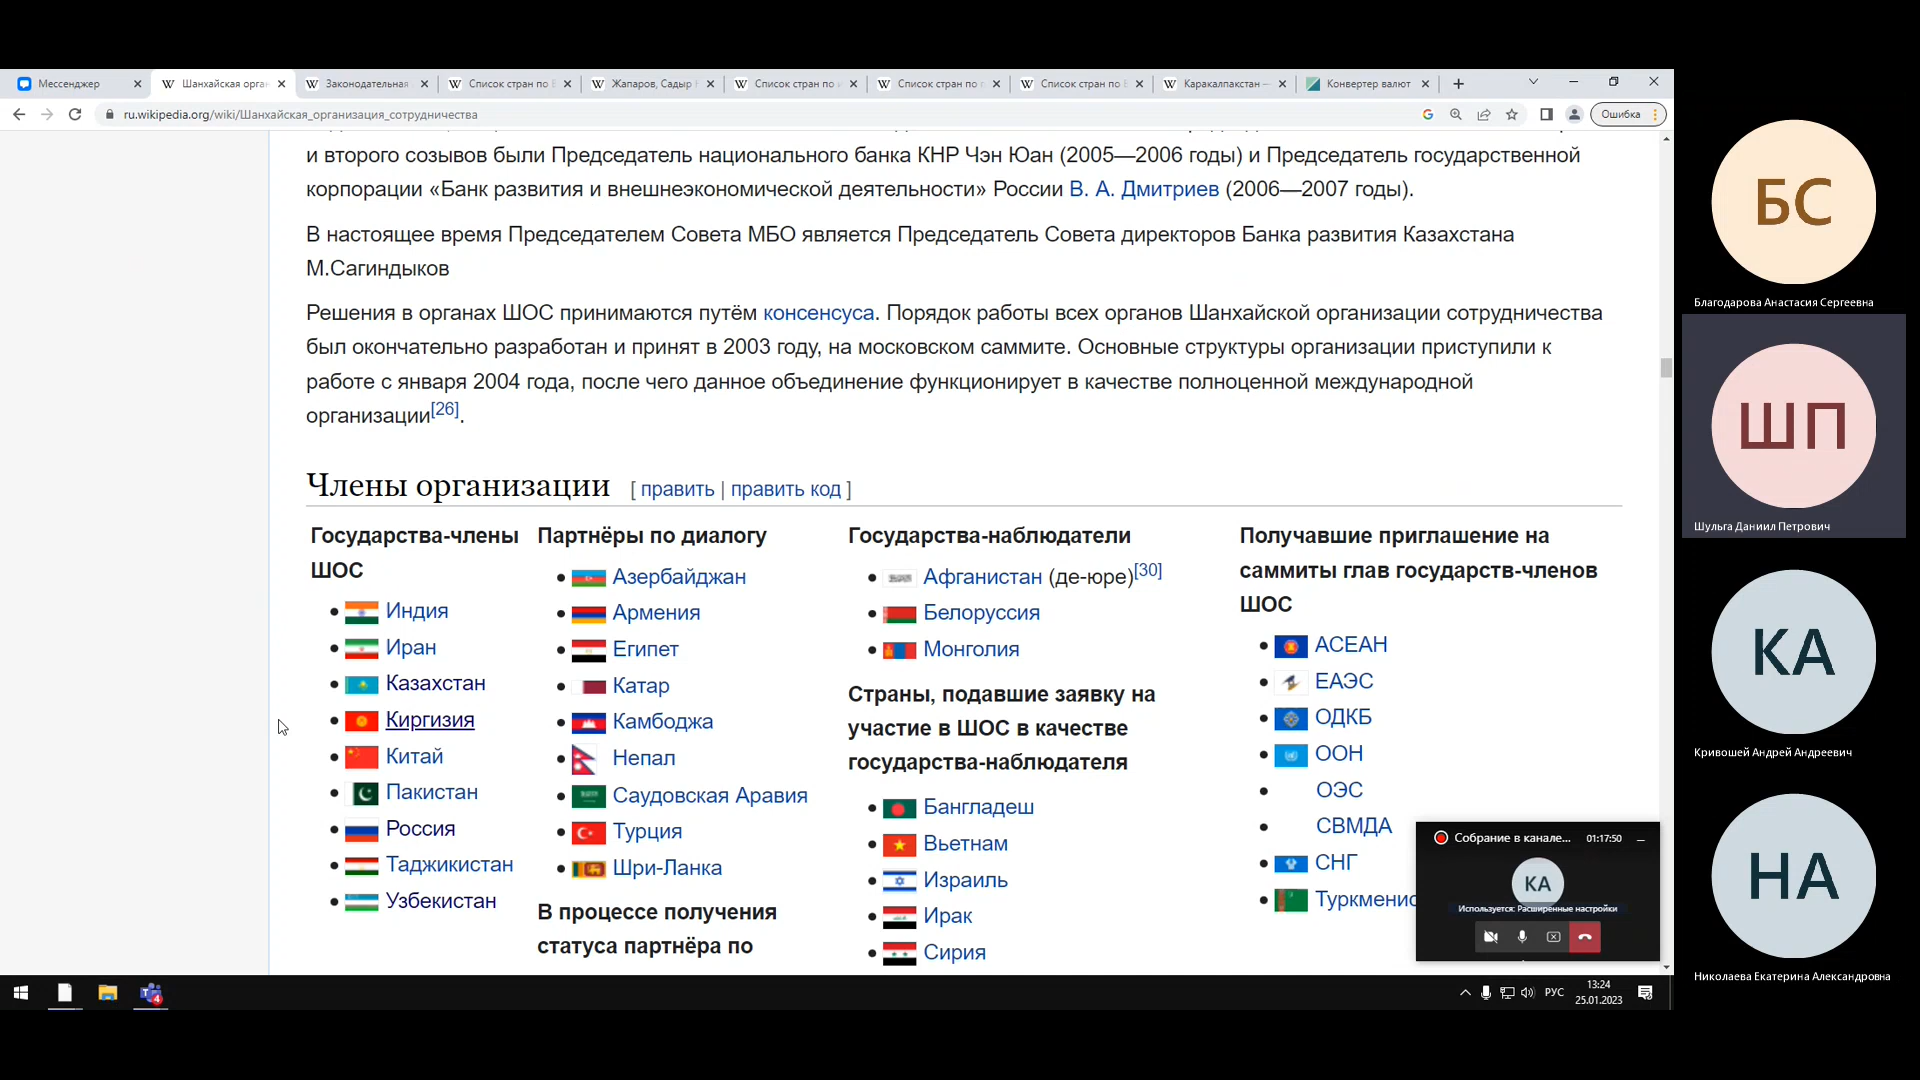 Мессенджер
Шанхайская орган
Законодательная
Список стран по
Жапаров, Садыр
Список стран по
Список стран по
Список стран по
Каракалпакстан —
Конвертер валют
ru.wikipedia.org/wiki/Шанхайская_организация_сотрудничества
Ошибка
и второго созывов были Председатель национального банка КНР Чэн Юан (2005—2006 годы) и Председатель государственной
корпорации «Банк развития и внешнеэкономической деятельности» России В. А. Дмитриев (2006—2007 годы).
В настоящее время Председателем Совета МБО является Председатель Совета директоров Банка развития Казахстана
М.Сагиндыков
Решения в органах ШОС принимаются путём консенсуса. Порядок работы всех органов Шанхайской организации сотрудничества
был окончательно разработан и принят в 2003 году, на московском саммите. Основные структуры организации приступили к
работе с января 2004 года, после чего данное объединение функционирует в качестве полноценной международной
организации[26].
Члены организации [ править | править код ]
Государства-члены
ШОС
Индия
Иран
Казахстан
Киргизия
Китай
Пакистан
Россия
Таджикистан
Узбекистан
Партнёры по диалогу
Азербайджан
Армения
Египет
Катар
Камбоджа
Непал
Саудовская Аравия
Турция
Шри-Ланка
В процессе получения
статуса партнёра по
Государства-наблюдатели
Афганистан (де-юре)[30]
Белоруссия
Монголия
Страны, подавшие заявку на
участие в ШОС в качестве
государства-наблюдателя
Бангладеш
Вьетнам
Израиль
Ирак
Сирия
Получавшие приглашение на
саммиты глав государств-членов
ШОС
АСЕАН
ЕАЭС
ОДКБ
ООН
ОЭС
СВМДА
СНГ
Туркменис
Собрание в канале... 01:17:50
КА
Используется: Расширенные настройки
4
РУС
13:24
25.01.2023
БС
Благодарова Анастасия Сергеевна
ШП
Шульга Даниил Петрович
КА
Кривошей Андрей Андреевич
НА
Николаева Екатерина Александровна